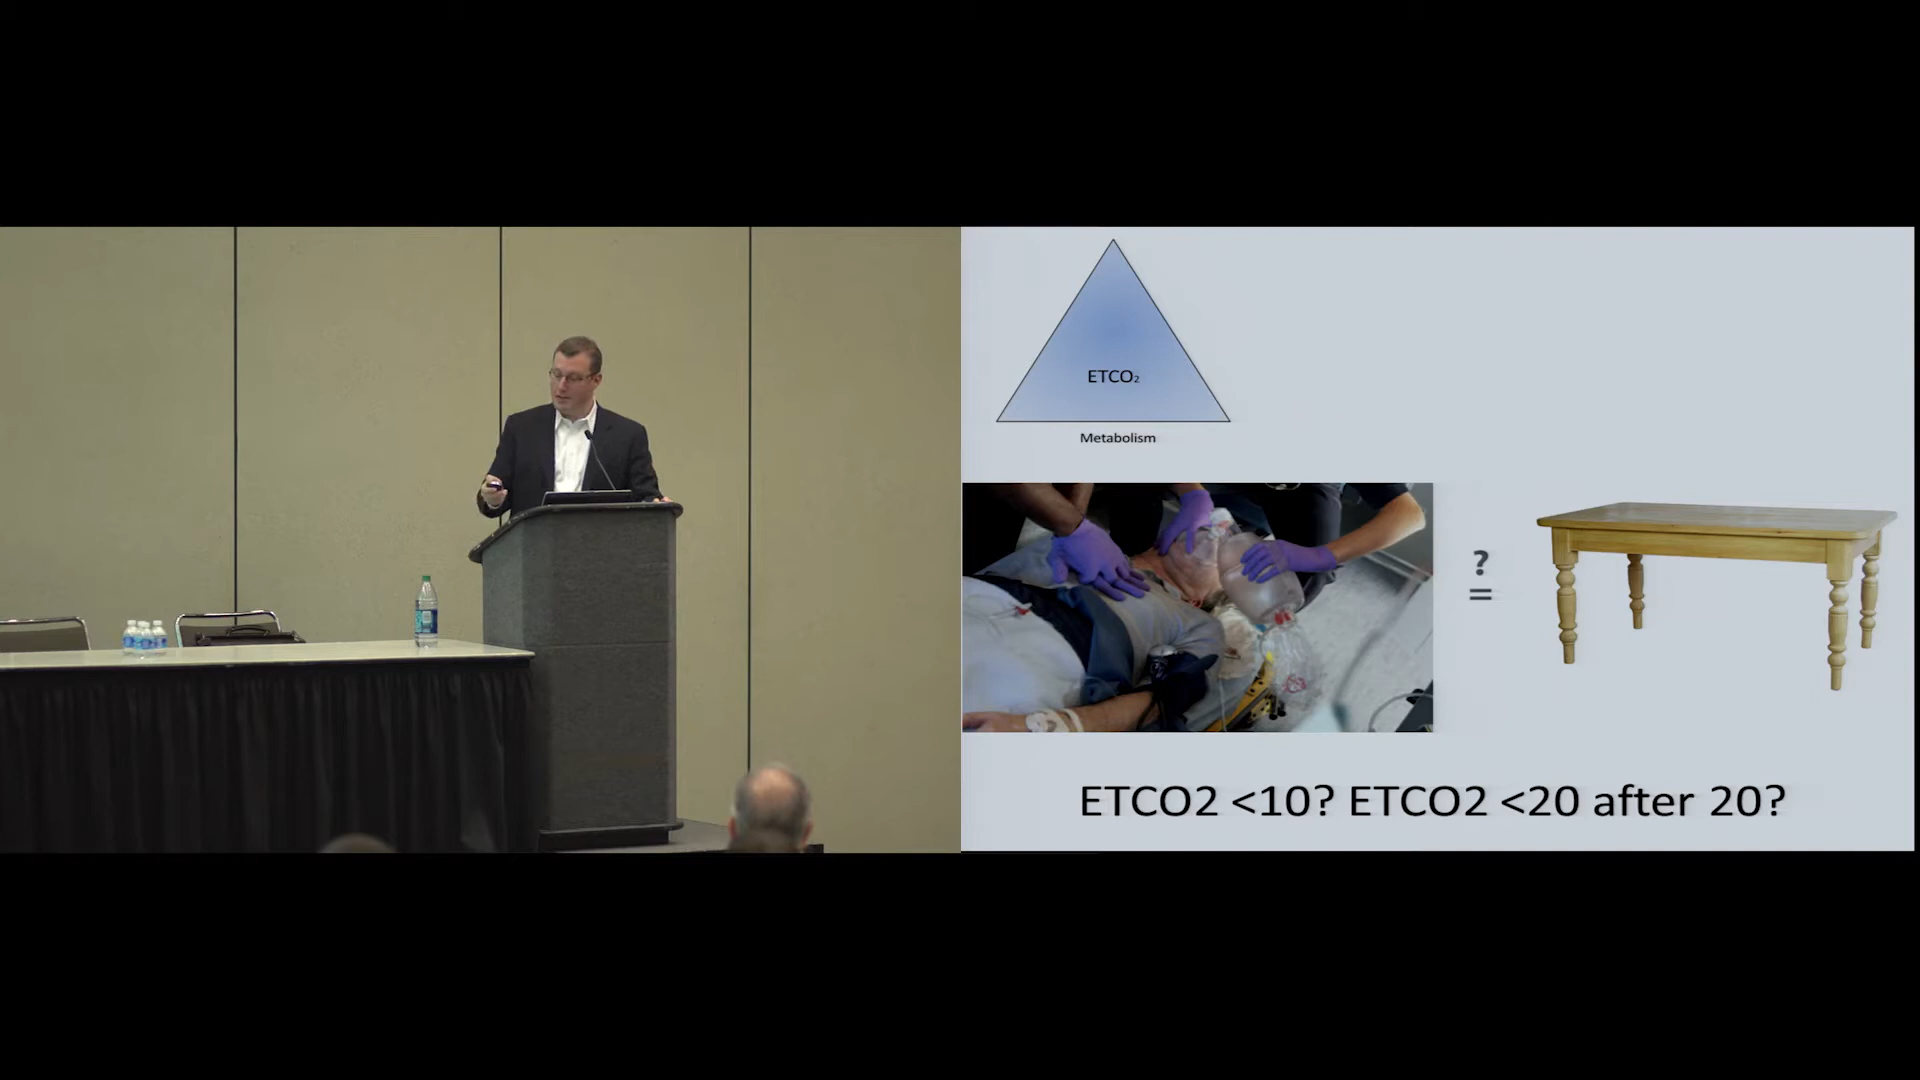 ETCO₂
Metabolism
?
=
ETCO2 <10? ETCO2 <20 after 20?